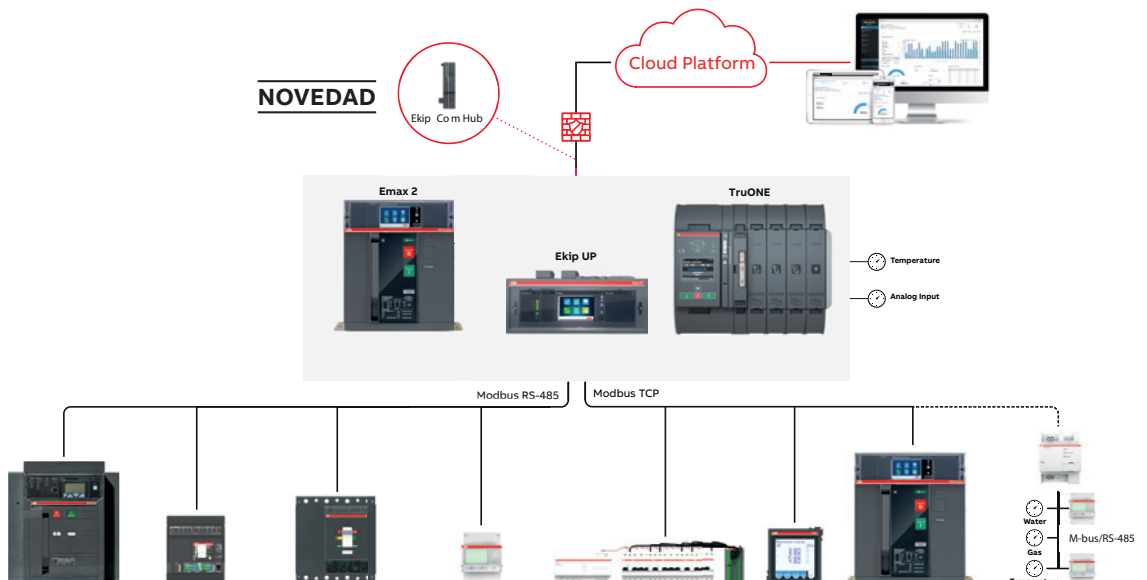 Cloud Platform
NOVEDAD
Ekip Com Hub
Emax 2
TruONE
Ekip UP
Temperature
Analog Input
Modbus RS-485
Modbus TCP
Water
M-bus/RS-485
Gas